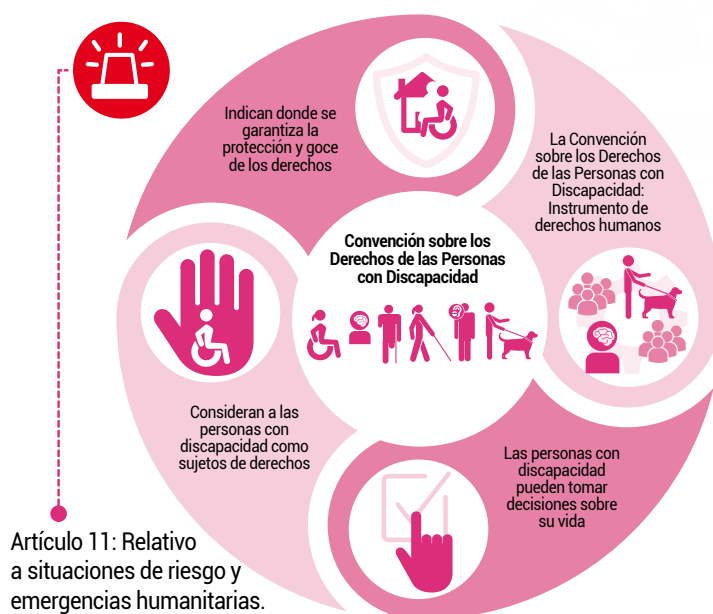 Indican donde se
garantiza la
protección y goce
de los derechos
La Convención
sobre los Derechos
de las Personas con
Discapacidad:
Instrumento de
derechos humanos
Convención sobre los
Derechos de las Personas
con Discapacidad
Consideran a las
personas con
discapacidad como
sujetos de derechos
Las personas con
discapacidad
pueden tomar
decisiones sobre
su vida
Artículo 11: Relativo
a situaciones de riesgo y
emergencias humanitarias.